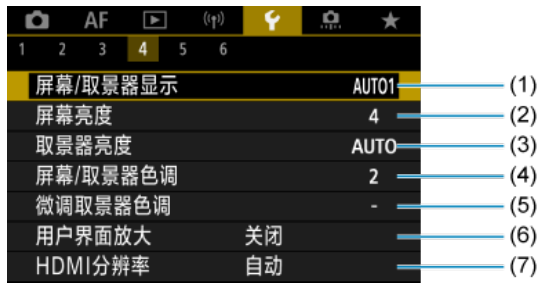 AF
1 2 3 4 5 6
屏幕/取景器显示 AUTO1 (1)
屏幕亮度 4 (2)
取景器亮度 AUTO (3)
屏幕/取景器色调 2 (4)
微调取景器色调 - (5)
用户界面放大 关闭 (6)
HDMI分辨率 自动 (7)